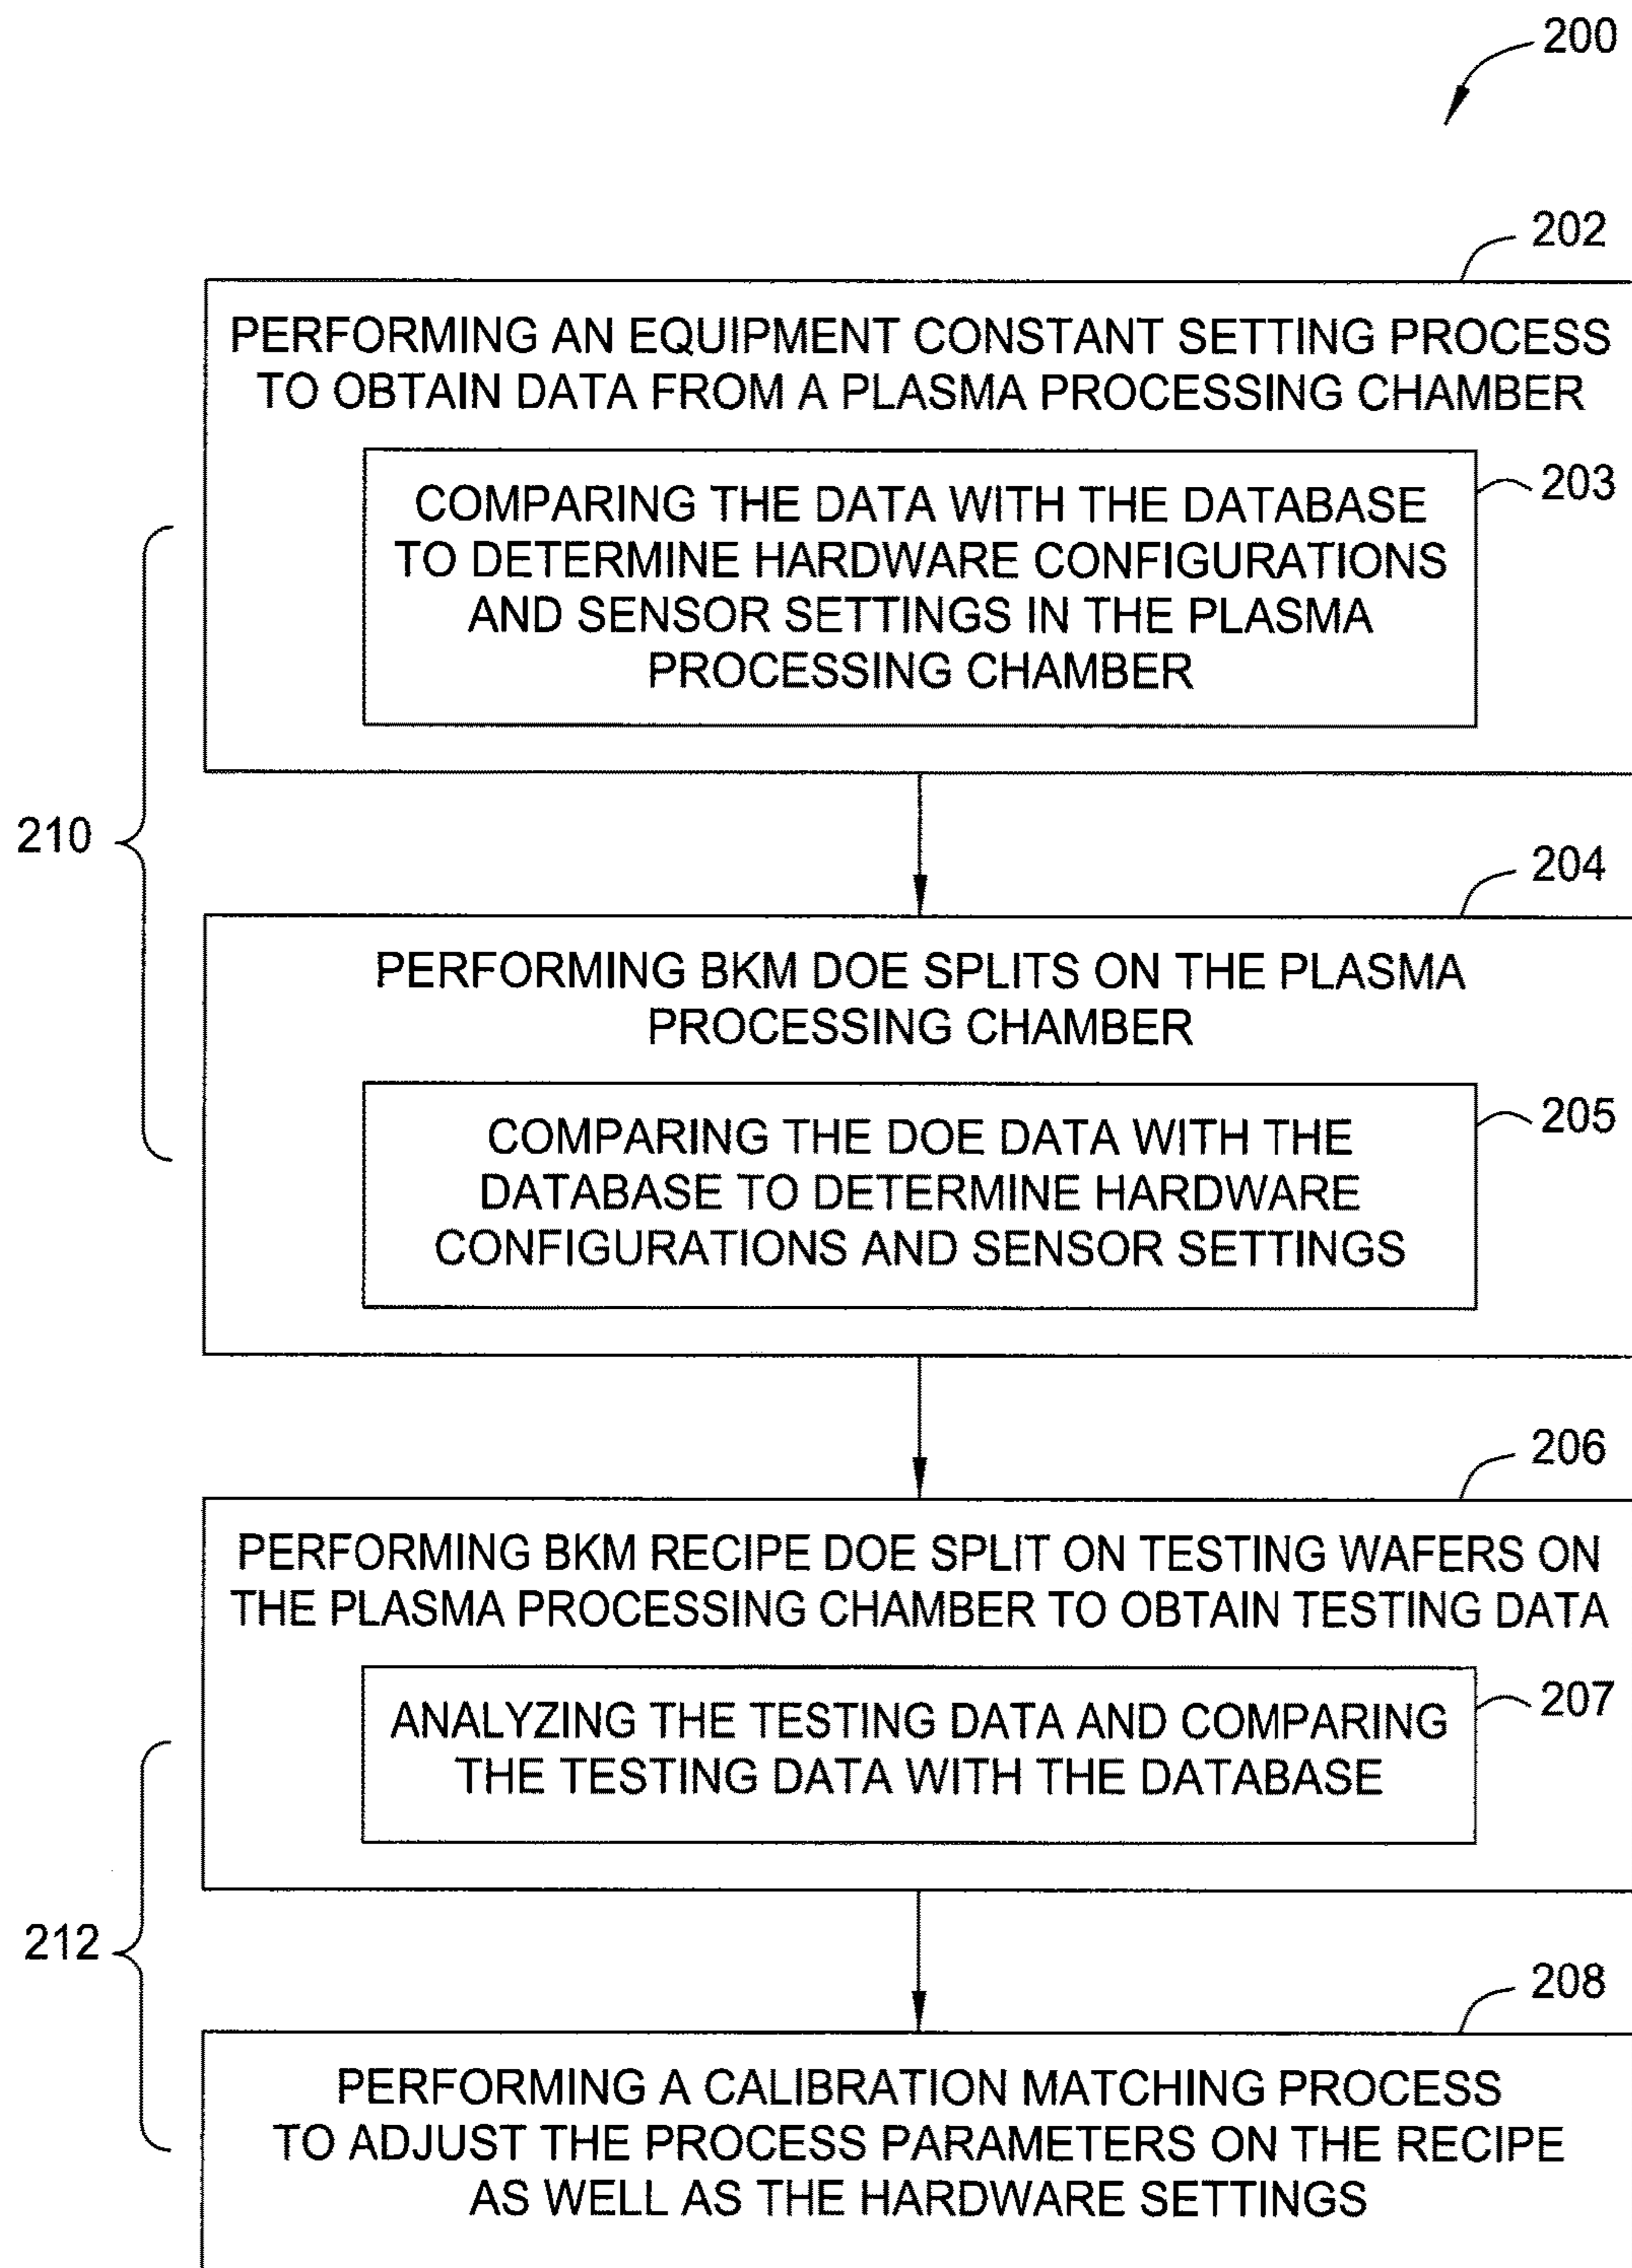 200
202
PERFORMING AN EQUIPMENT CONSTANT SETTING PROCESS
TO OBTAIN DATA FROM A PLASMA PROCESSING CHAMBER
203
COMPARING THE DATA WITH THE DATABASE
TO DETERMINE HARDWARE CONFIGURATIONS
AND SENSOR SETTINGS IN THE PLASMA
PROCESSING CHAMBER
210
204
PERFORMING BKM DOE SPLITS ON THE PLASMA
PROCESSING CHAMBER
205
COMPARING THE DOE DATA WITH THE
DATABASE TO DETERMINE HARDWARE
CONFIGURATIONS AND SENSOR SETTINGS
206
PERFORMING BKM RECIPE DOE SPLIT ON TESTING WAFERS ON
THE PLASMA PROCESSING CHAMBER TO OBTAIN TESTING DATA
207
ANALYZING THE TESTING DATA AND COMPARING
THE TESTING DATA WITH THE DATABASE
212
208
PERFORMING A CALIBRATION MATCHING PROCESS
TO ADJUST THE PROCESS PARAMETERS ON THE RECIPE
AS WELL AS THE HARDWARE SETTINGS